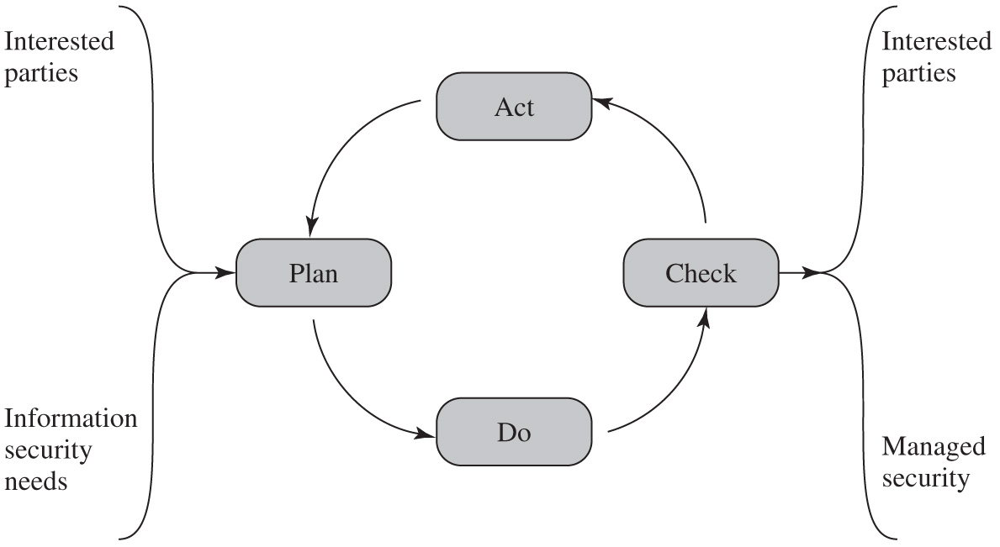 Interested
parties
Interested
parties
Act
Plan
Check
Do
Information
security
needs
Managed
security